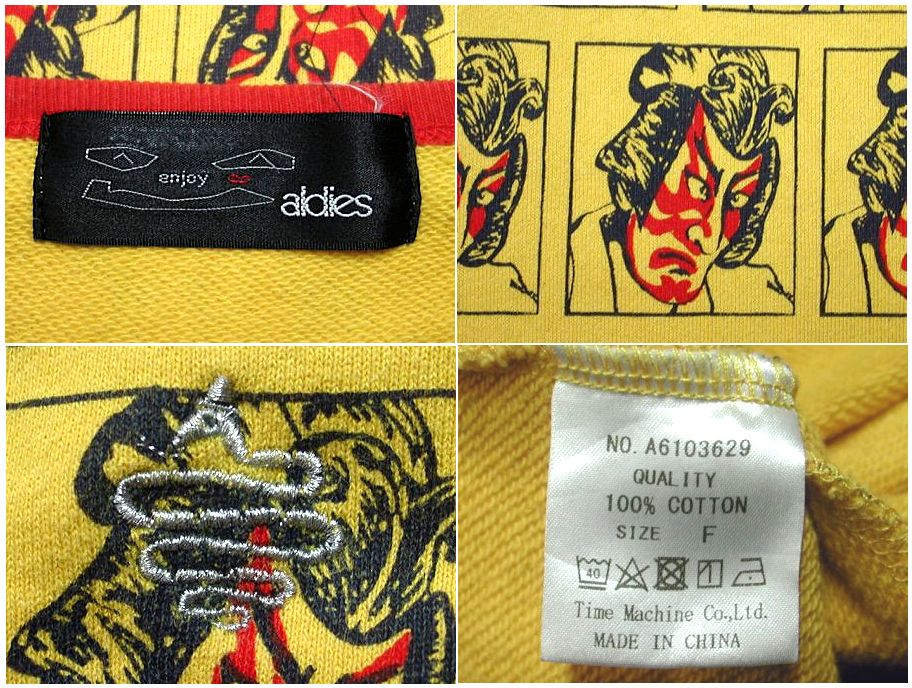 enjoy
aldies
NO. A6103629
QUALITY
100% COTTON
SIZE F
40
Time Machine Co.,Ltd.
MADE IN CHINA